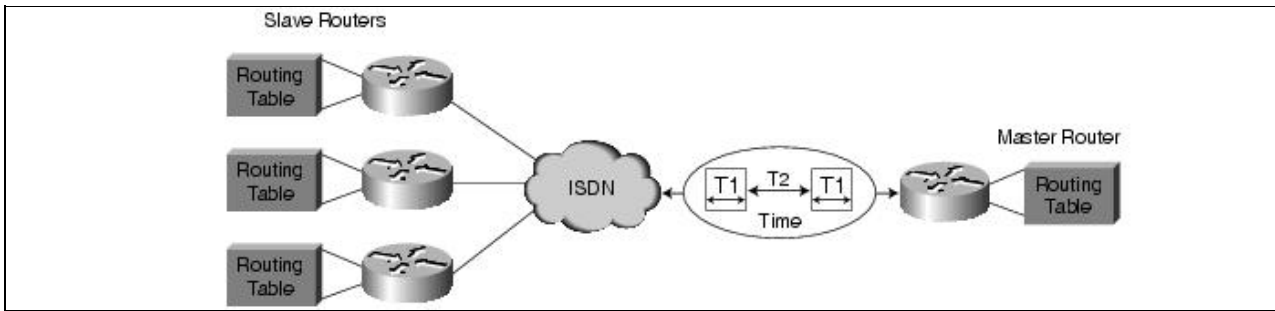 Slave Routers
Routing
Table
Routing
Table
Routing
Table
ISDN
T1
T2
T1
Time
Master Router
Routing
Table